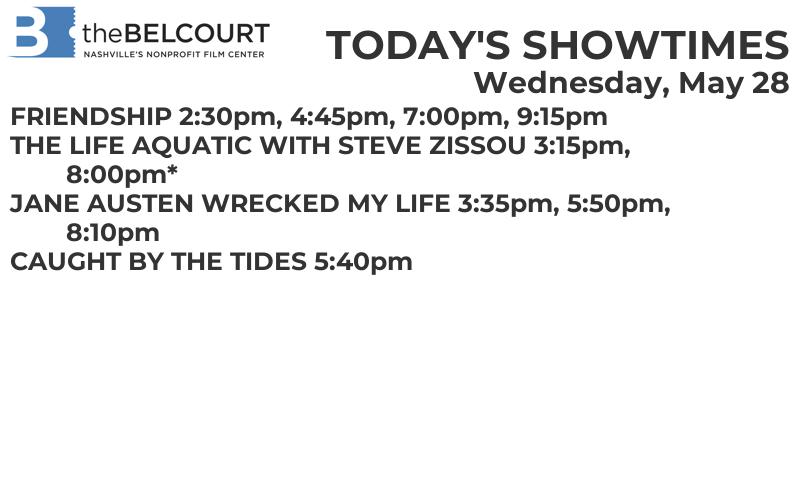 B theBELCOURT
NASHVILLE'S NONPROFIT FILM CENTER
TODAY'S SHOWTIMES
Wednesday, May 28
FRIENDSHIP 2:30pm, 4:45pm, 7:00pm, 9:15pm
THE LIFE AQUATIC WITH STEVE ZISSOU 3:15pm,
8:00pm*
JANE AUSTEN WRECKED MY LIFE 3:35pm, 5:50pm,
8:10pm
CAUGHT BY THE TIDES 5:40pm